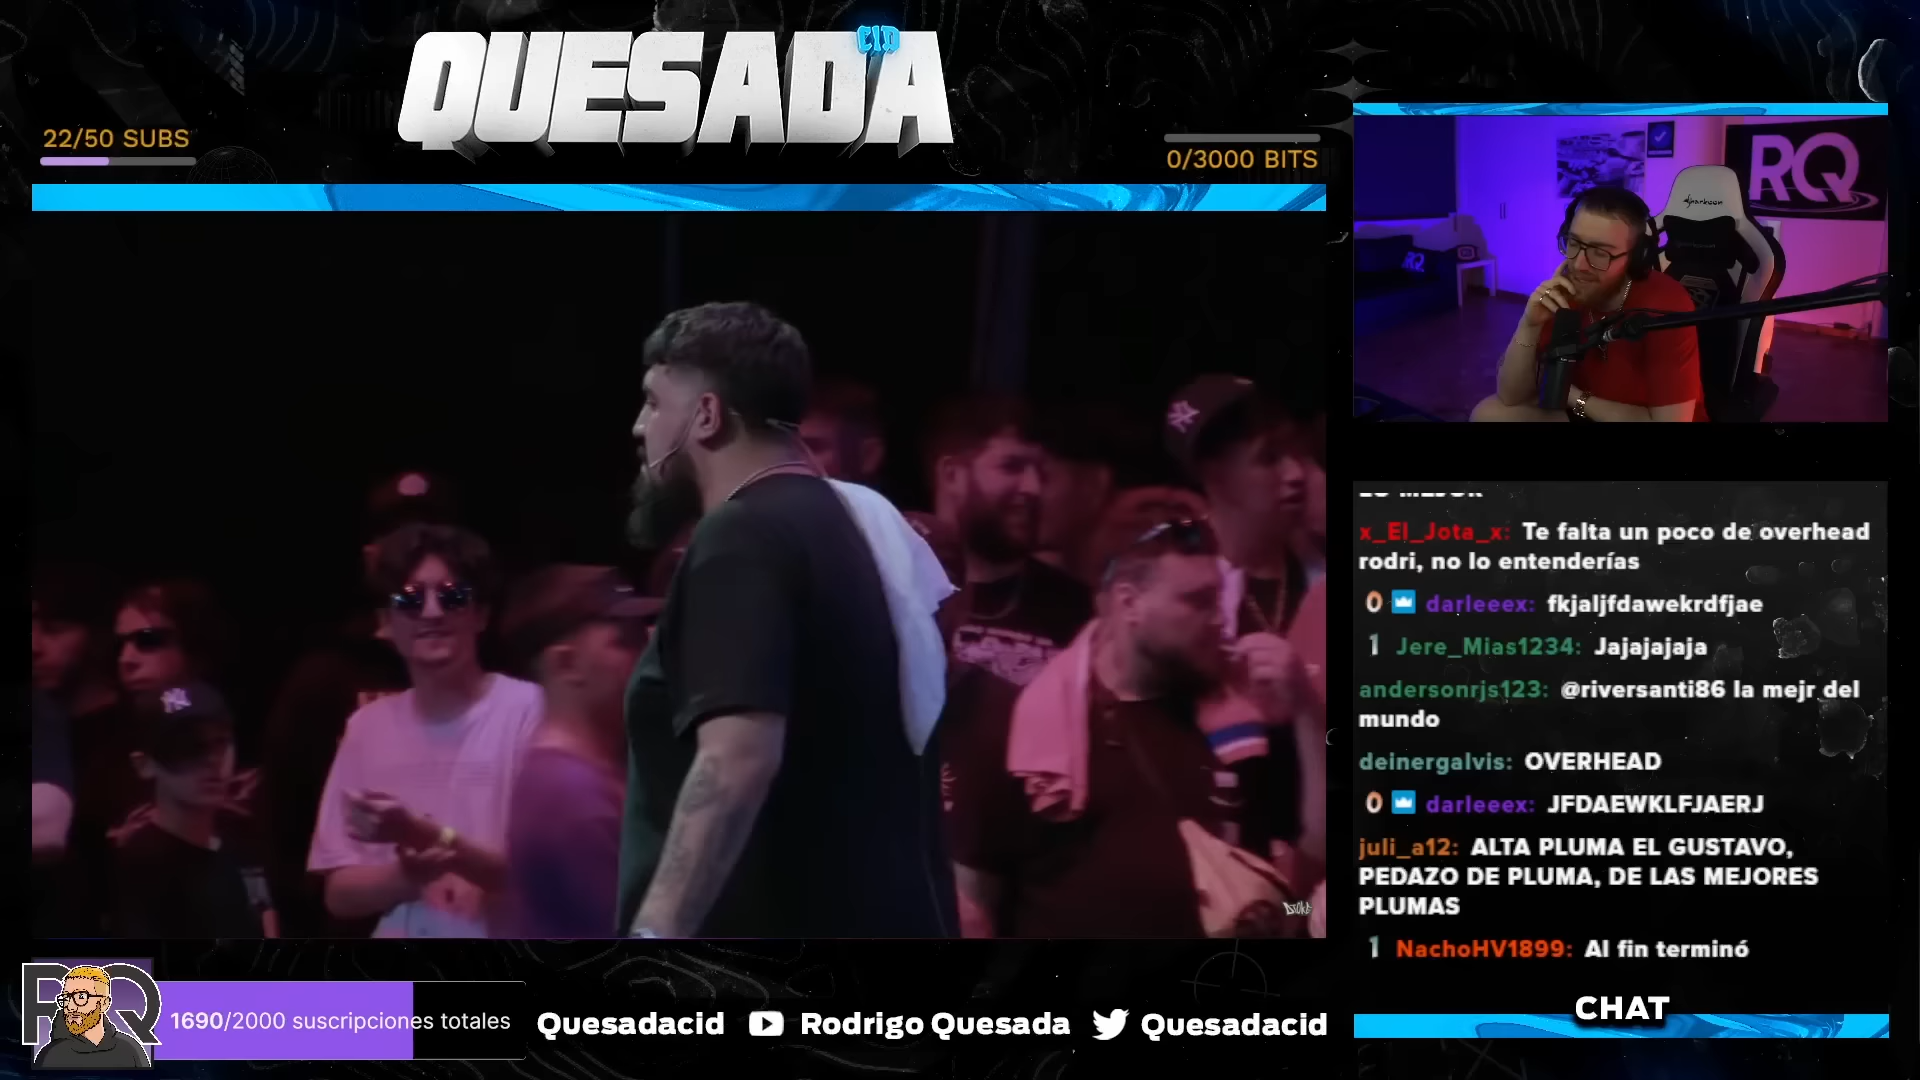 QUESADA
CID
22/50 SUBS
0/3000 BITS
RQ
RQ
x_El_Jota_x: Te falta un poco de overhead
rodri, no lo entenderías
0 darleeex: fkjaljfdawekrdfjae
1 Jere_Mias1234: Jajajajaja
andersonrjs123: @riversanti86 la mejr del
mundo
deinergalvis: OVERHEAD
0 darleeex: JFDAEWKLFJAERJ
juli_a12: ALTA PLUMA EL GUSTAVO,
PEDAZO DE PLUMA, DE LAS MEJORES
PLUMAS
1 NachoHV1899: Al fin terminó
CHAT
RQ
1690/2000 suscripciones totales
Quesadacid
Rodrigo Quesada
Quesadacid